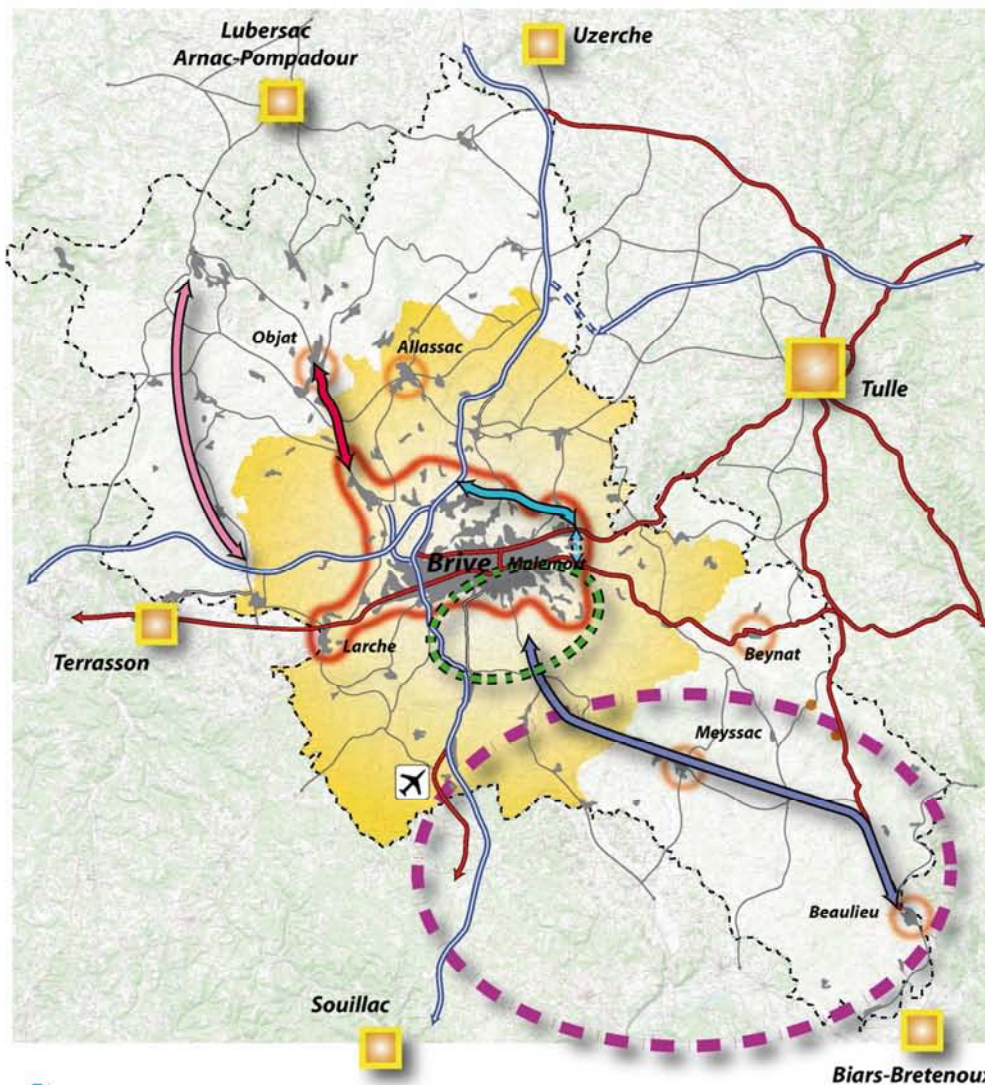 Lubersac
Arnac-Pompadour
Uzerche
Objat
Allassac
Tulle
Brive
Malemort
Terrasson
Larche
Beynat
Meyssac
Beaulieu
Souillac
Biars-Bretenoux